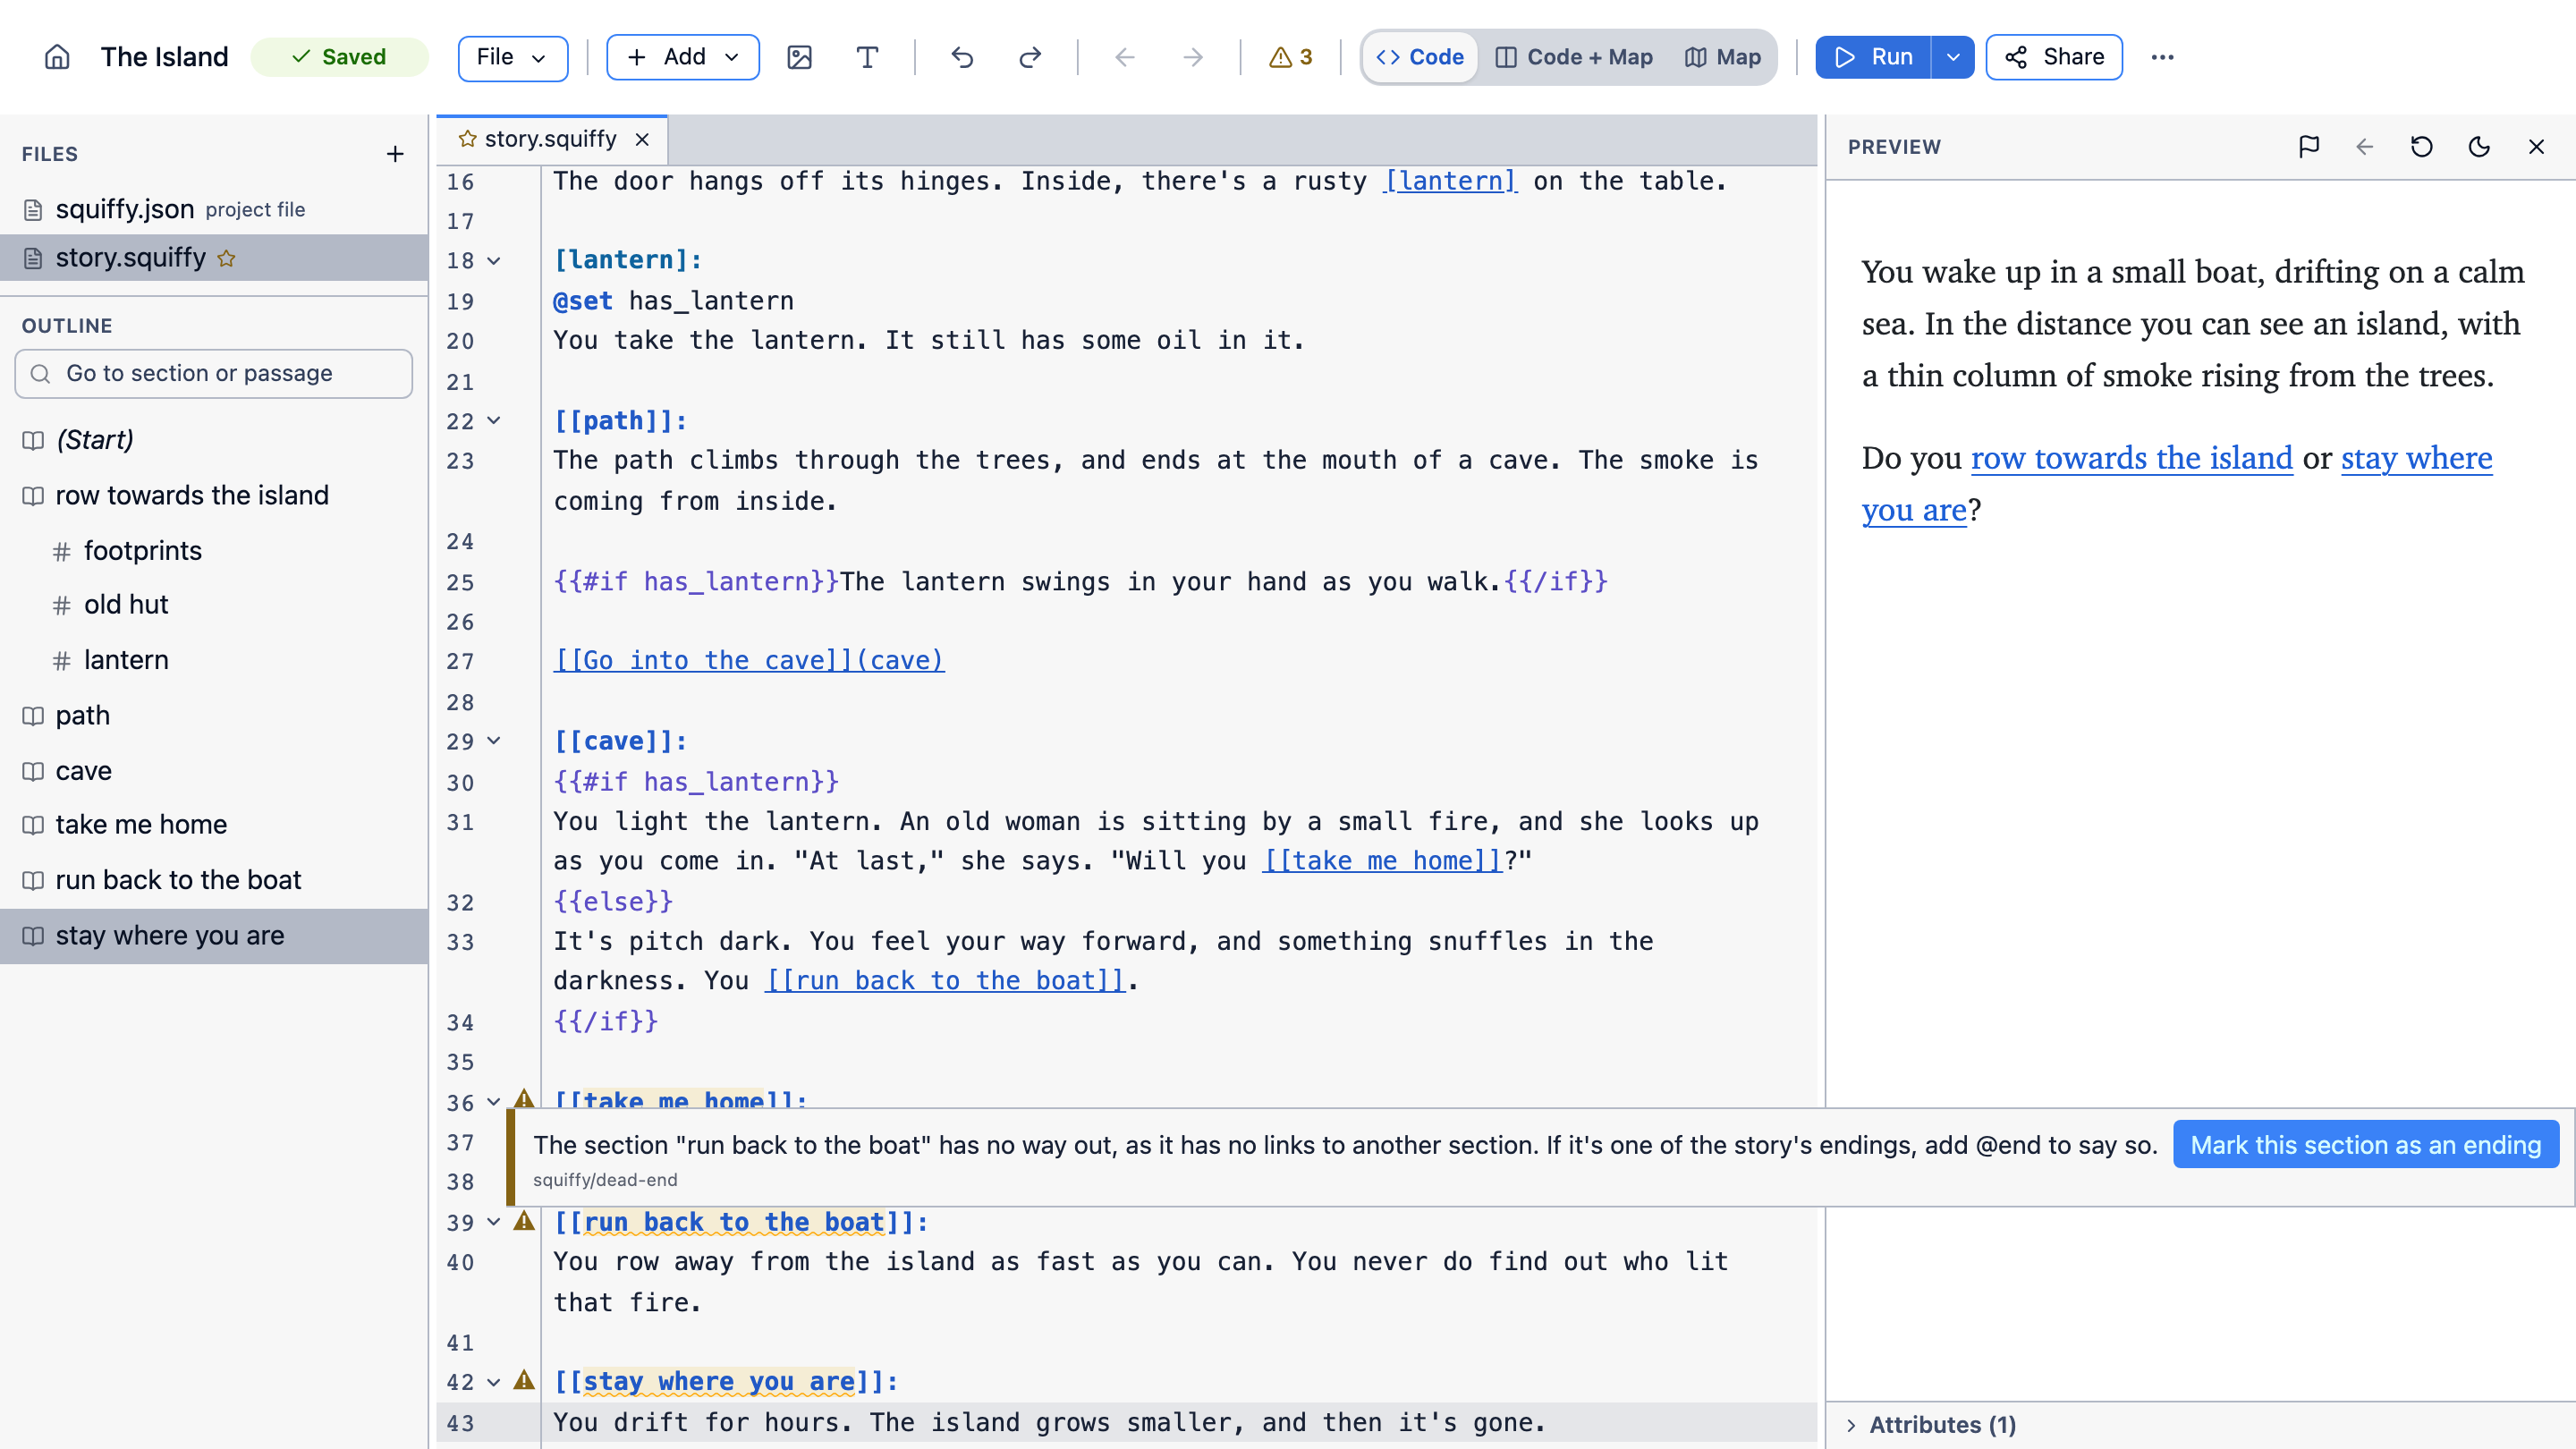 The Island
Saved
File
Add
3
Code
Code + Map
Map
Run
Share
FILES
squiffy.json project file
story.squiffy
OUTLINE
Go to section or passage
(Start)
row towards the island
# footprints
# old hut
# lantern
path
cave
take me home
run back to the boat
stay where you are
story.squiffy
16 The door hangs off its hinges. Inside, there's a rusty [lantern] on the table.
17
18 [lantern]:
19 @set has_lantern
20 You take the lantern. It still has some oil in it.
21
22 [[path]]:
23 The path climbs through the trees, and ends at the mouth of a cave. The smoke is
coming from inside.
24
25 {{#if has_lantern}}The lantern swings in your hand as you walk.{{/if}}
26
27 [[Go into the cave]](cave)
28
29 [[cave]]:
30 {{#if has_lantern}}
31 You light the lantern. An old woman is sitting by a small fire, and she looks up
as you come in. "At last," she says. "Will you [[take me home]]?"
32 {{else}}
33 It's pitch dark. You feel your way forward, and something snuffles in the
darkness. You [[run back to the boat]].
34 {{/if}}
35
36 [[take me home]]:
37
38
The section "run back to the boat" has no way out, as it has no links to another section. If it's one of the story's endings, add @end to say so.
Mark this section as an ending
squiffy/dead-end
39 [[run back to the boat]]:
40 You row away from the island as fast as you can. You never do find out who lit
that fire.
41
42 [[stay where you are]]:
43 You drift for hours. The island grows smaller, and then it's gone.
PREVIEW
You wake up in a small boat, drifting on a calm
sea. In the distance you can see an island, with
a thin column of smoke rising from the trees.
Do you row towards the island or stay where
you are?
Attributes (1)